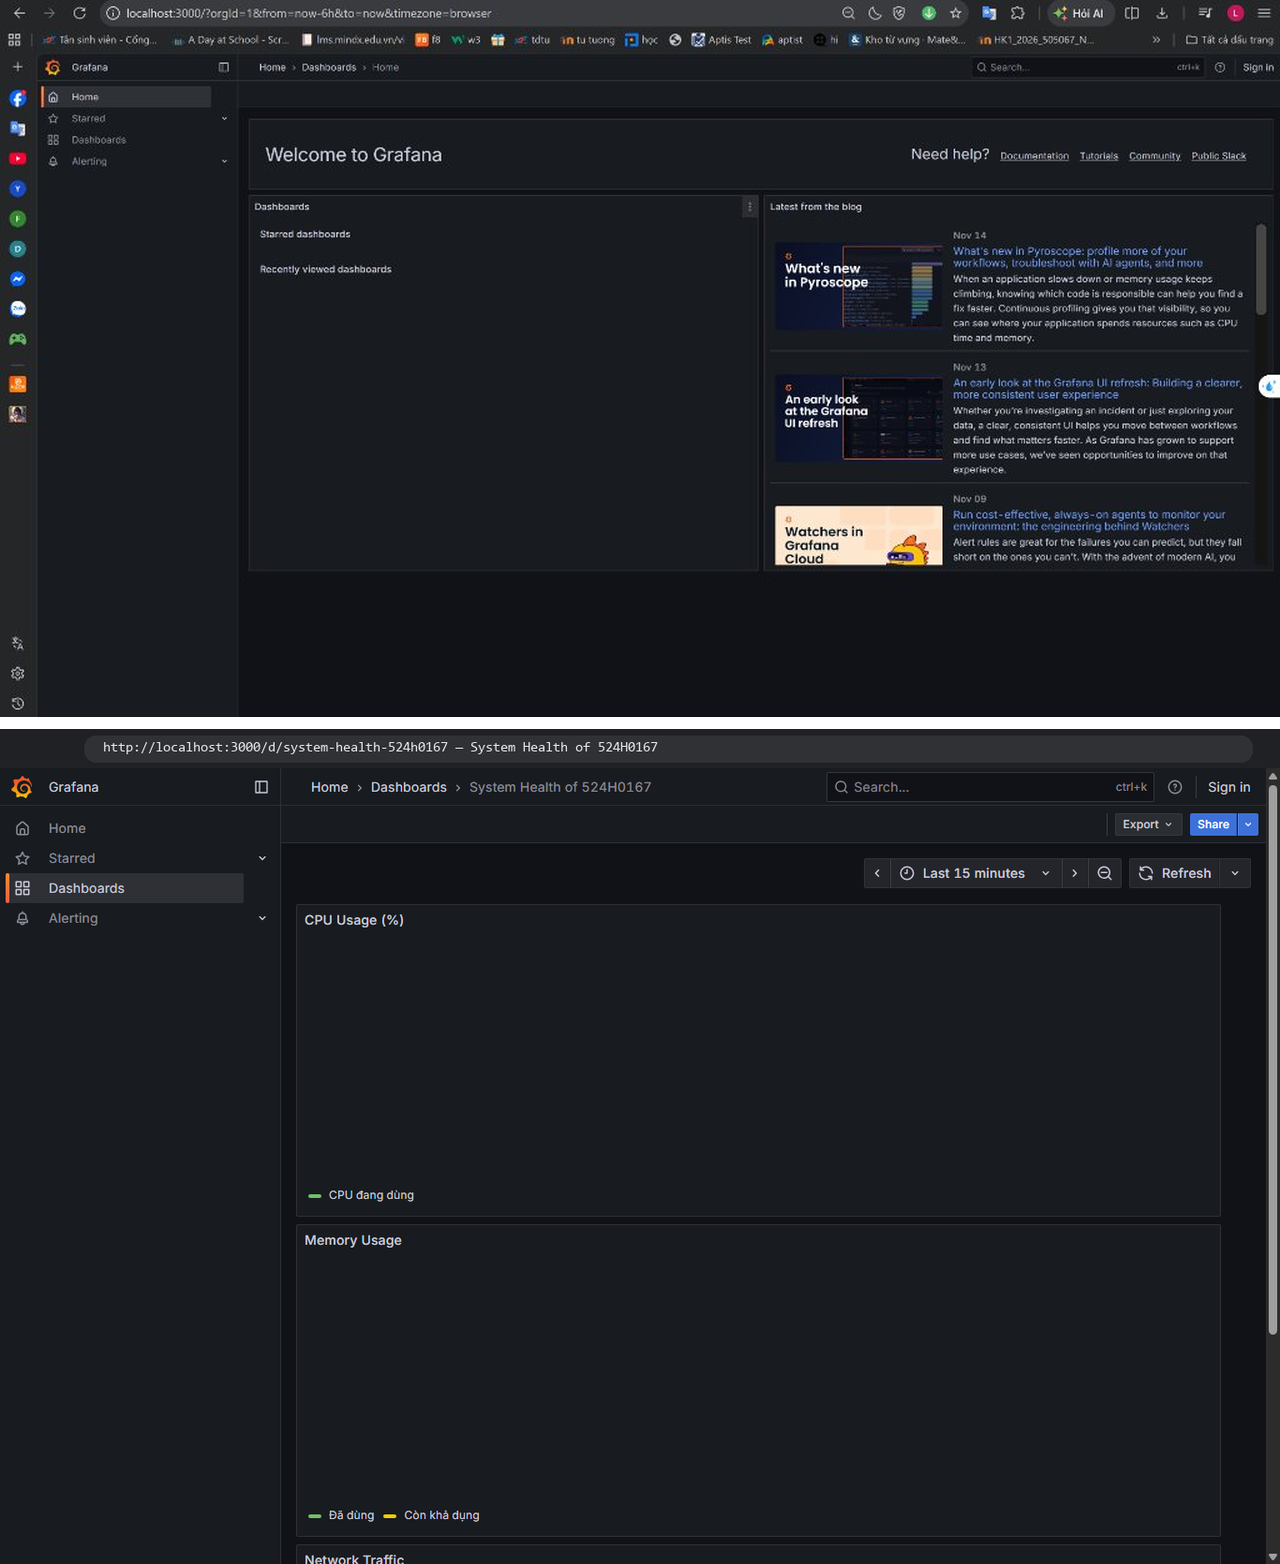 localhost:3000/?orgId=1&from=now-6h&to=now&timezone=browser
Hỏi AI
L
Tân sinh viên - Cổng...
A Day at School - Scr...
lms.mindx.edu.vn/vi
f8
w3
tdtu
tu tuong
học
Aptis Test
aptist
hi
Kho từ vựng - Mate&...
HK1_2026_505067_N...
Tất cả dấu trang
Grafana
Home › Dashboards › Home
Search...
ctrl+k
Sign in
Home
Starred
Dashboards
Alerting
Welcome to Grafana
Need help?
Documentation
Tutorials
Community
Public Slack
Dashboards
Starred dashboards
Recently viewed dashboards
Latest from the blog
What's new
in Pyroscope
Nov 14
What's new in Pyroscope: profile more of your
workflows, troubleshoot with AI agents, and more
When an application slows down or memory usage keeps
climbing, knowing which code is responsible can help you find a
fix faster. Continuous profiling gives you that visibility, so you
can see where your application spends resources such as CPU
time and memory.
An early look
at the Grafana
UI refresh
Nov 13
An early look at the Grafana UI refresh: Building a clearer,
more consistent user experience
Whether you're investigating an incident or just exploring your
data, a clear, consistent UI helps you move between workflows
and find what matters faster. As Grafana has grown to support
more use cases, we've seen opportunities to improve on that
experience.
Watchers in
Grafana
Cloud
Nov 09
Run cost-effective, always-on agents to monitor your
environment: the engineering behind Watchers
Alert rules are great for the failures you can predict, but they fall
short on the ones you can't. With the advent of modern AI, you
Y
F
D
http://localhost:3000/d/system-health-524h0167 — System Health of 524H0167
Grafana
Home › Dashboards › System Health of 524H0167
Search...
ctrl+k
Sign in
Home
Starred
Dashboards
Alerting
Export
Share
Last 15 minutes
Refresh
CPU Usage (%)
CPU đang dùng
Memory Usage
Đã dùng
Còn khả dụng
Network Traffic